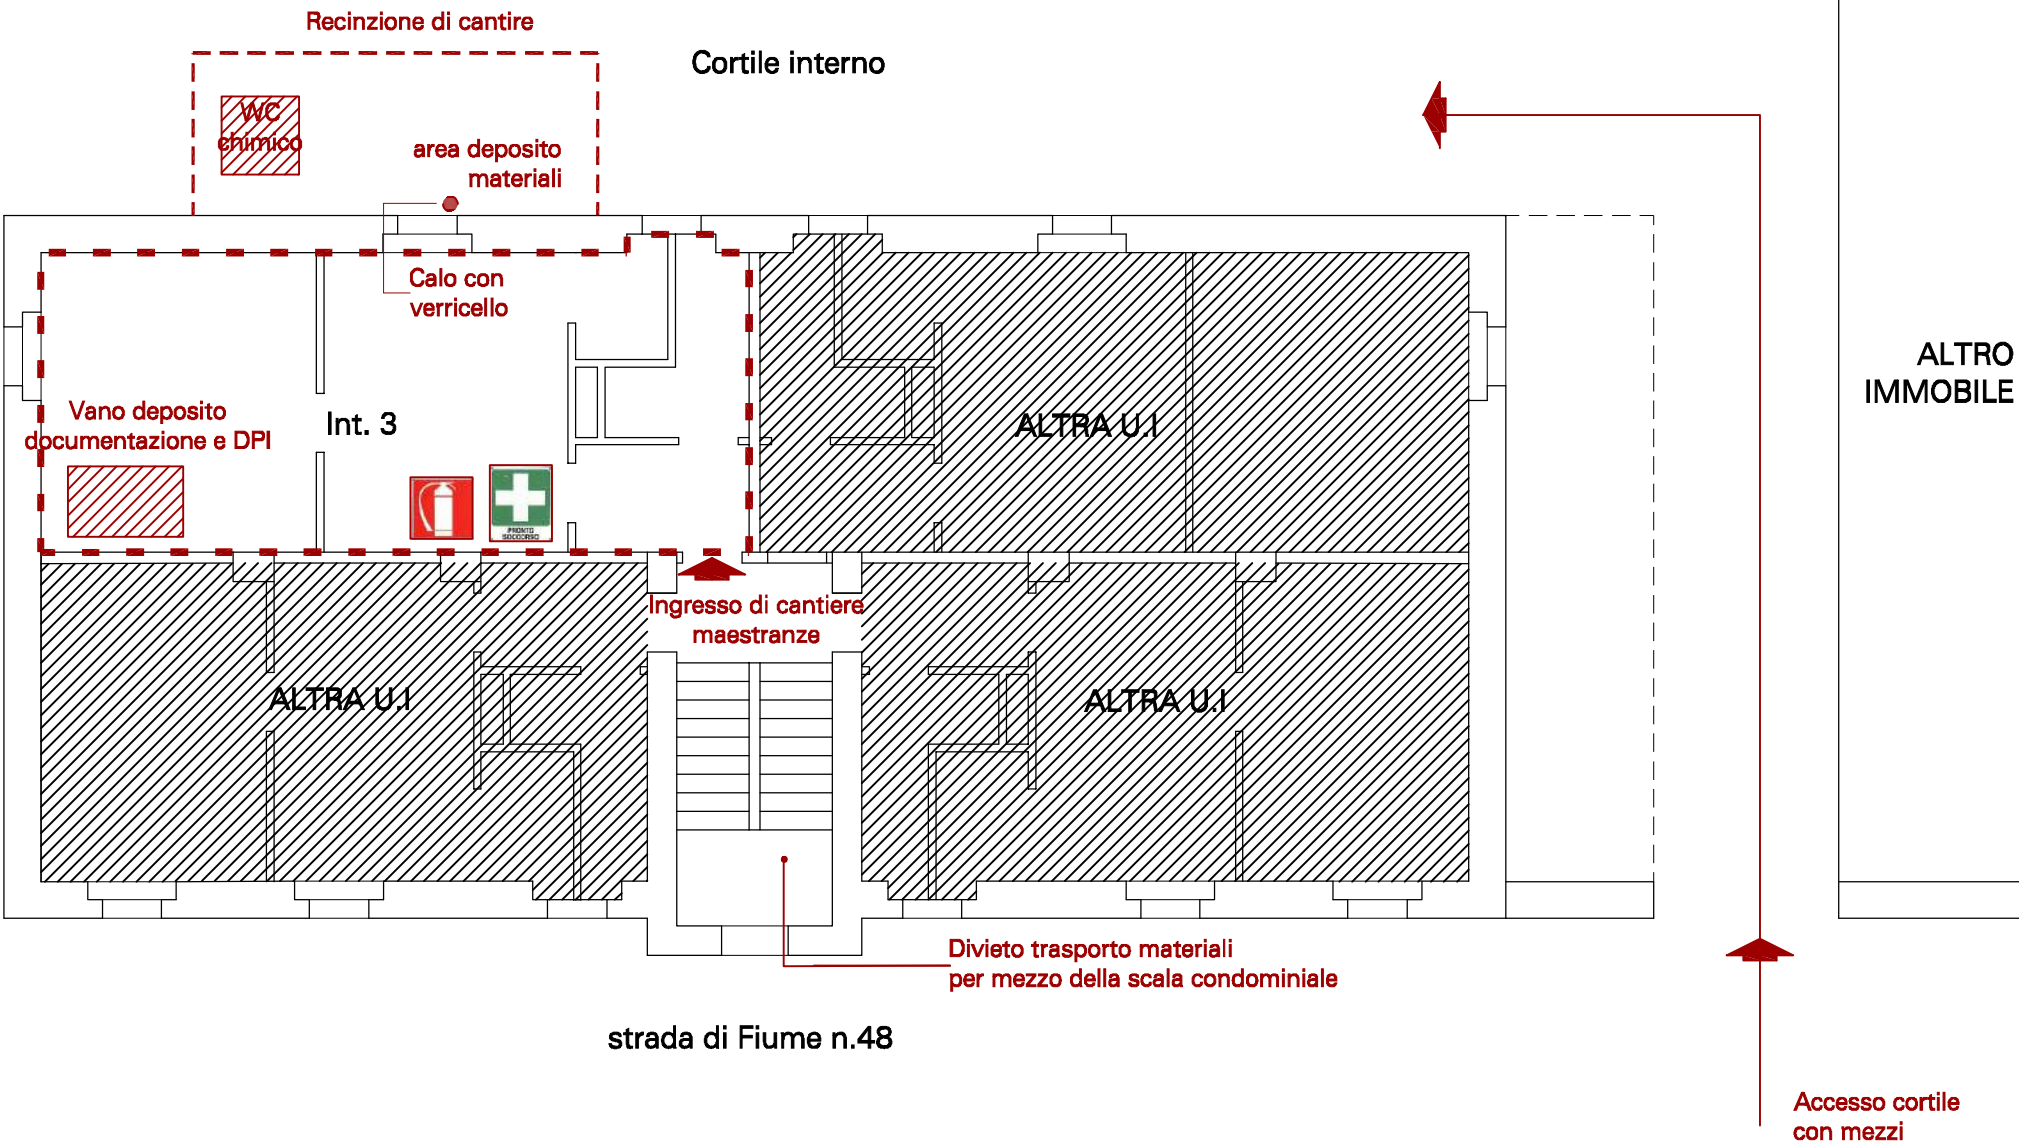 Recinzione di cantire
Cortile interno
WC
chimico
area deposito
materiali
Calo con
verricello
ALTRO
IMMOBILE
Vano deposito
documentazione e DPI
Int. 3
ALTRA U.I
PRONTO
SOCCORSO
Ingresso di cantiere
maestranze
ALTRA U.I
ALTRA U.I
Divieto trasporto materiali
per mezzo della scala condominiale
strada di Fiume n.48
Accesso cortile
con mezzi